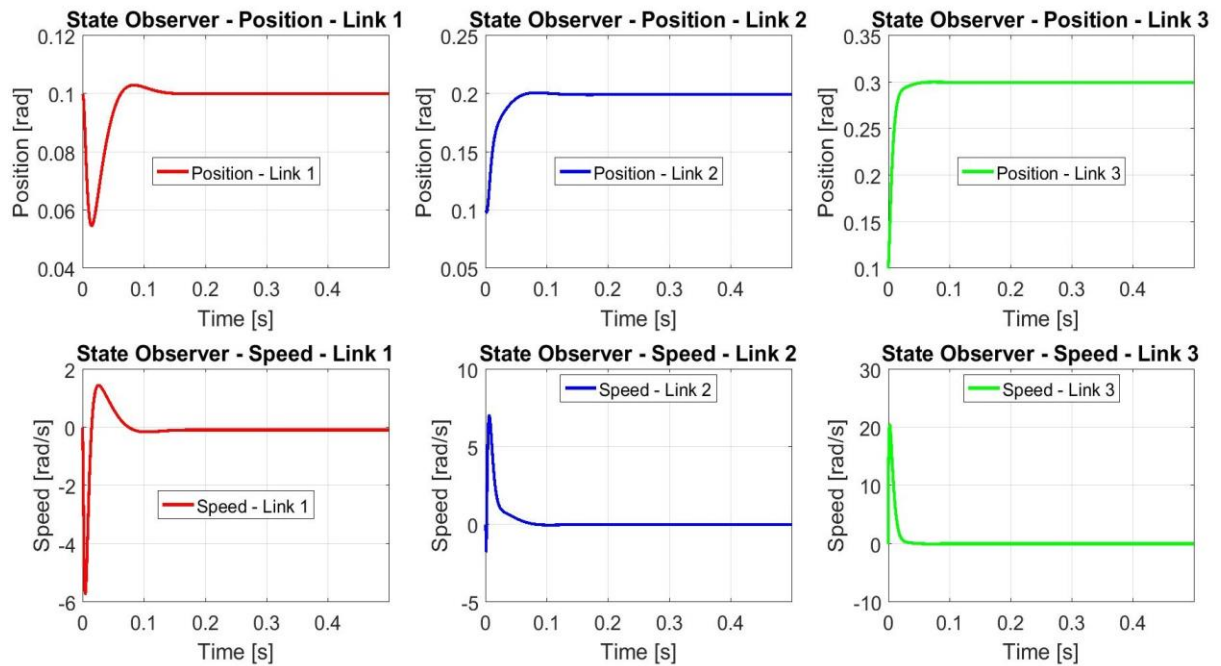 State Observer - Position - Link 1
0.12
0.1
0.08
0.06
0.04
Position [rad]
Position - Link 1
0 0.1 0.2 0.3 0.4
Time [s]
State Observer - Position - Link 2
0.25
0.2
0.15
0.1
0.05
Position [rad]
Position - Link 2
0 0.1 0.2 0.3 0.4
Time [s]
State Observer - Position - Link 3
0.35
0.3
0.25
0.2
0.15
0.1
Position [rad]
Position - Link 3
0 0.1 0.2 0.3 0.4
Time [s]
State Observer - Speed - Link 1
2
0
-2
-4
-6
Speed [rad/s]
Speed - Link 1
0 0.1 0.2 0.3 0.4
Time [s]
State Observer - Speed - Link 2
10
5
0
-5
Speed [rad/s]
Speed - Link 2
0 0.1 0.2 0.3 0.4
Time [s]
State Observer - Speed - Link 3
30
20
10
0
-10
Speed [rad/s]
Speed - Link 3
0 0.1 0.2 0.3 0.4
Time [s]